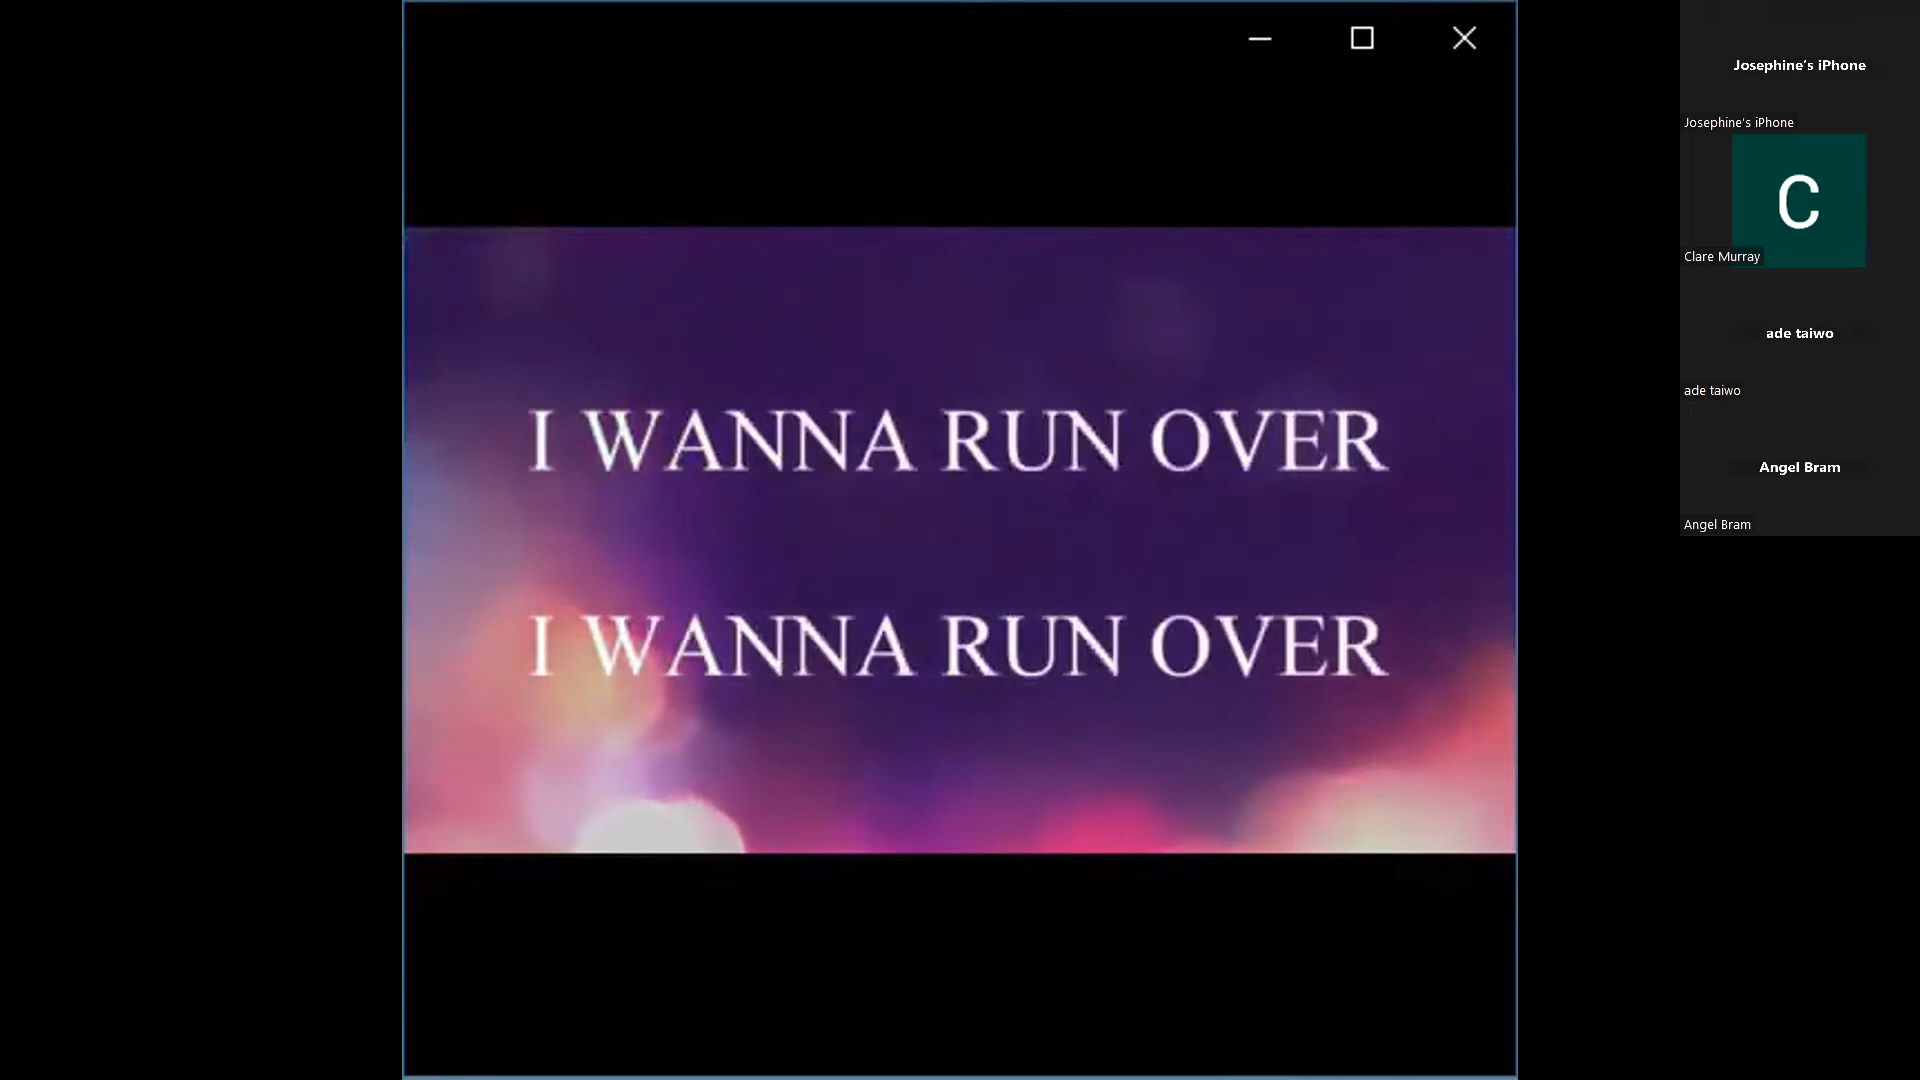 I WANNA RUN OVER
I WANNA RUN OVER
Josephine's iPhone
Josephine's iPhone
C
Clare Murray
ade taiwo
ade taiwo
Angel Bram
Angel Bram